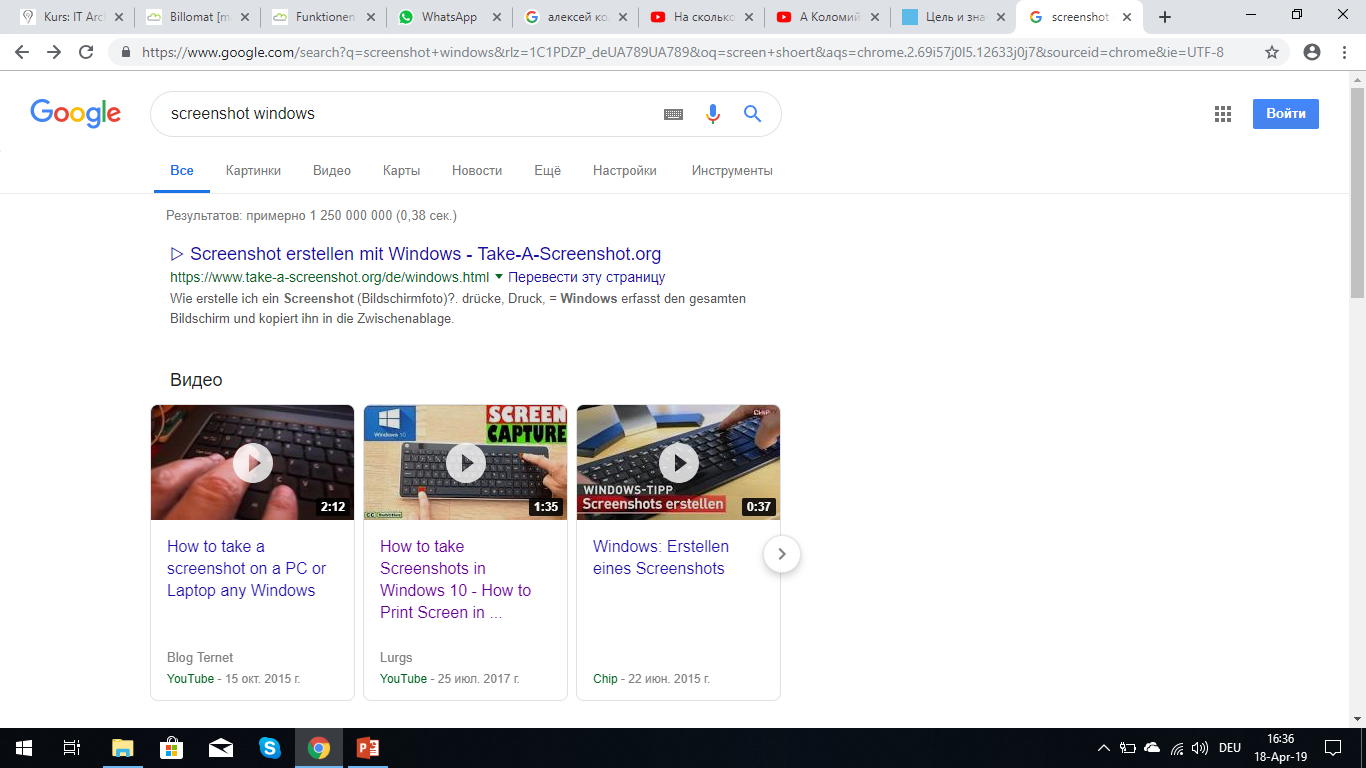 Kurs: IT Arc
Billomat [m
Funktionen
WhatsApp
алексей ко
На сколько
А Коломий
Цель и зна
screenshot
https://www.google.com/search?q=screenshot+windows&rlz=1C1PDZP_deUA789UA789&oq=screen+shoert&aqs=chrome.2.69i57j0l5.12633j0j7&sourceid=chrome&ie=UTF-8
Google
screenshot windows
Войти
Все
Картинки
Видео
Карты
Новости
Ещё
Настройки
Инструменты
Результатов: примерно 1 250 000 000 (0,38 сек.)
▷ Screenshot erstellen mit Windows - Take-A-Screenshot.org
https://www.take-a-screenshot.org/de/windows.html Перевести эту страницу
Wie erstelle ich ein Screenshot (Bildschirmfoto)?. drücke, Druck, = Windows erfasst den gesamten
Bildschirm und kopiert ihn in die Zwischenablage.
Видео
2:12
How to take a
screenshot on a PC or
Laptop any Windows
Blog Ternet
YouTube - 15 окт. 2015 г.
Windows 10
SCREEN
CAPTURE
1:35
How to take
Screenshots in
Windows 10 - How to
Print Screen in ...
Lurgs
YouTube - 25 июл. 2017 г.
CHIP
WINDOWS-TIPP
Screenshots erstellen
0:37
Windows: Erstellen
eines Screenshots
Chip - 22 июн. 2015 г.
DEU
16:36
18-Apr-19